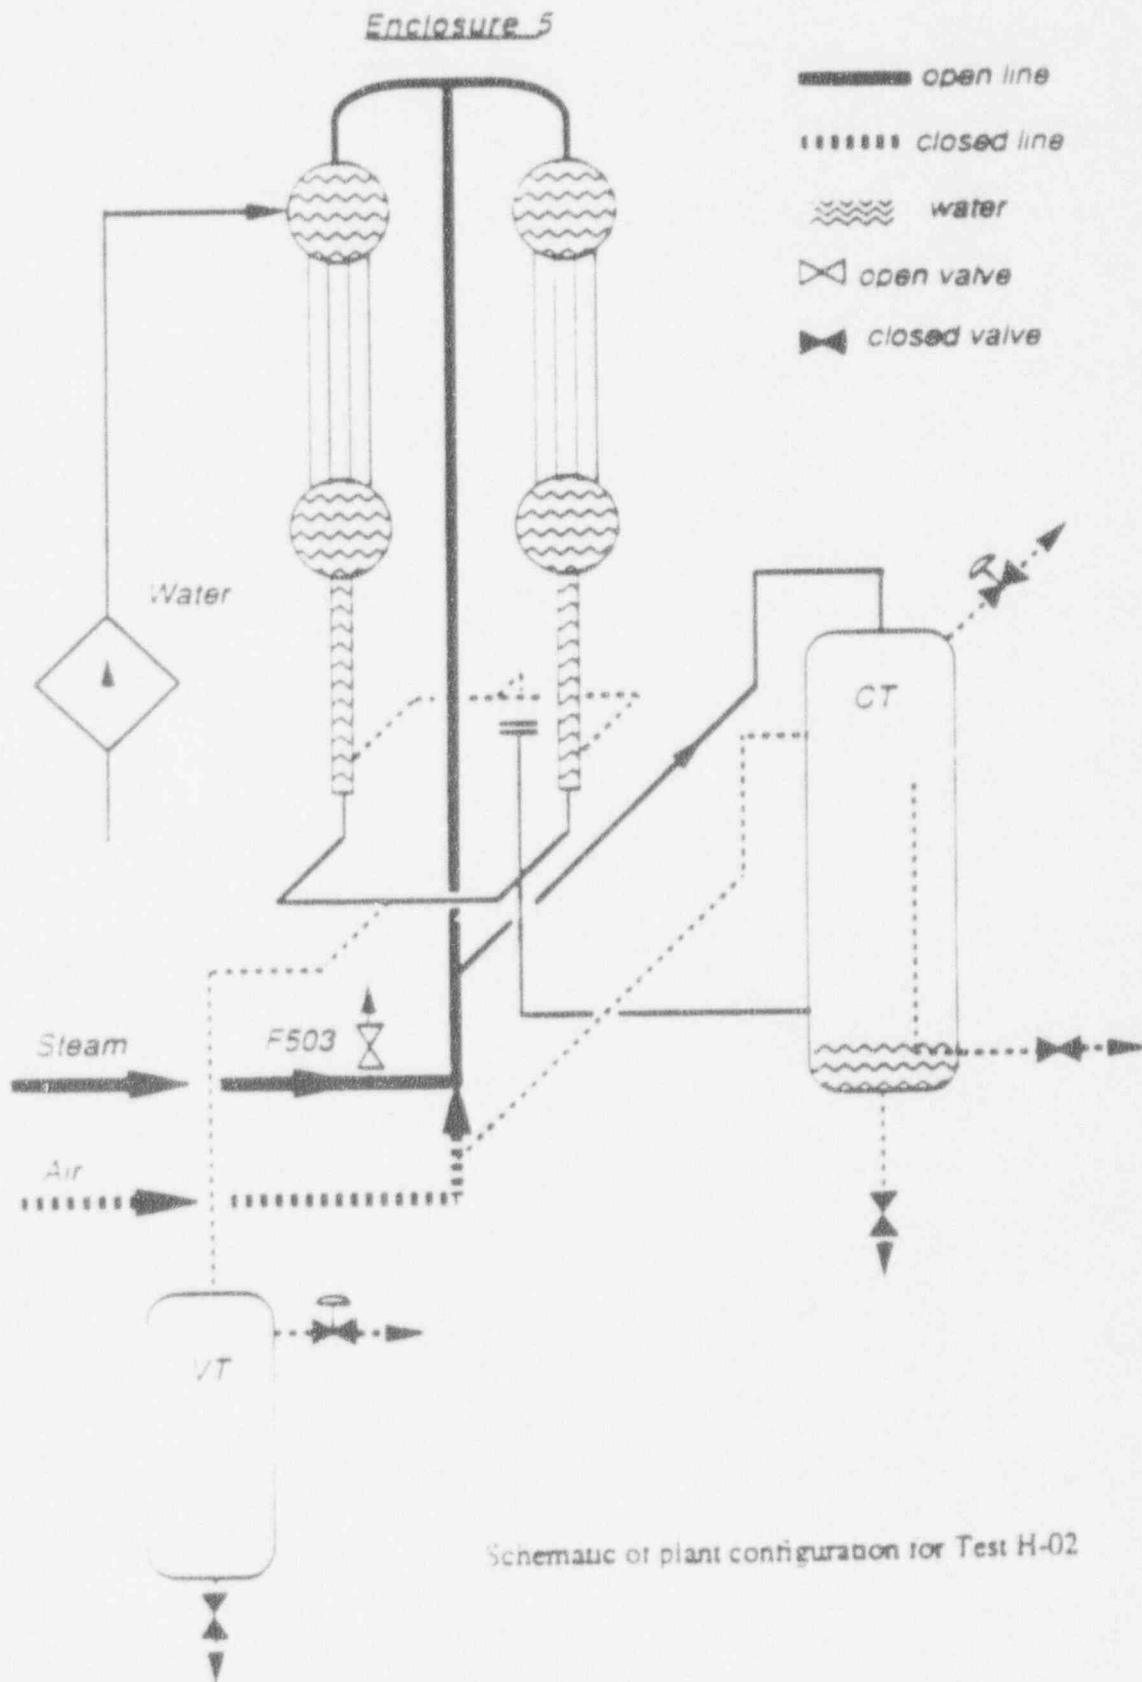 Enclosure 5
open line
closed line
water
open valve
closed valve
Water
CT
Steam
F503
Air
VT
Schematic of plant configuration for Test H-02